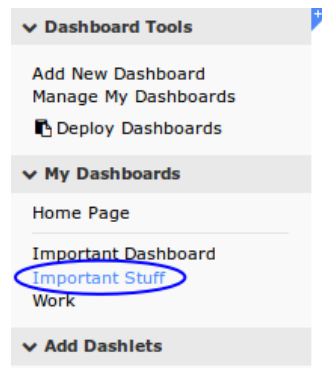 Dashboard Tools
Add New Dashboard
Manage My Dashboards
Deploy Dashboards
My Dashboards
Home Page
Important Dashboard
Important Stuff
Work
Add Dashlets